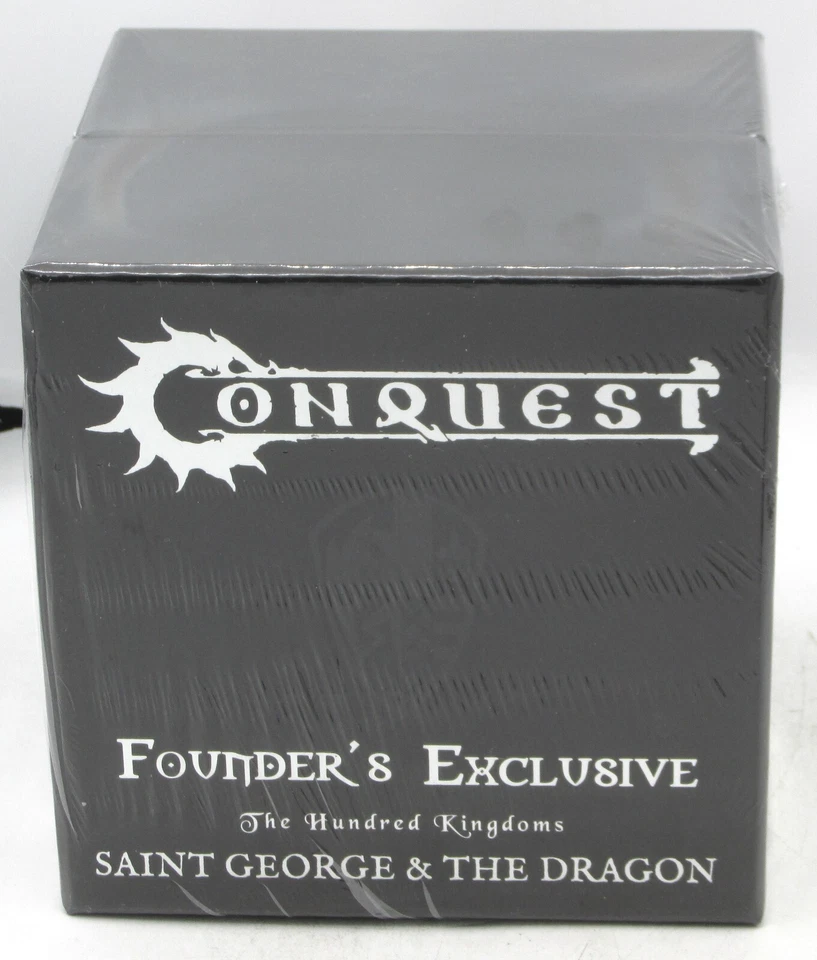 CONQUEST
FOUNDER'S EXCLUSIVE
The Hundred Kingdoms
SAINT GEORGE & THE DRAGON